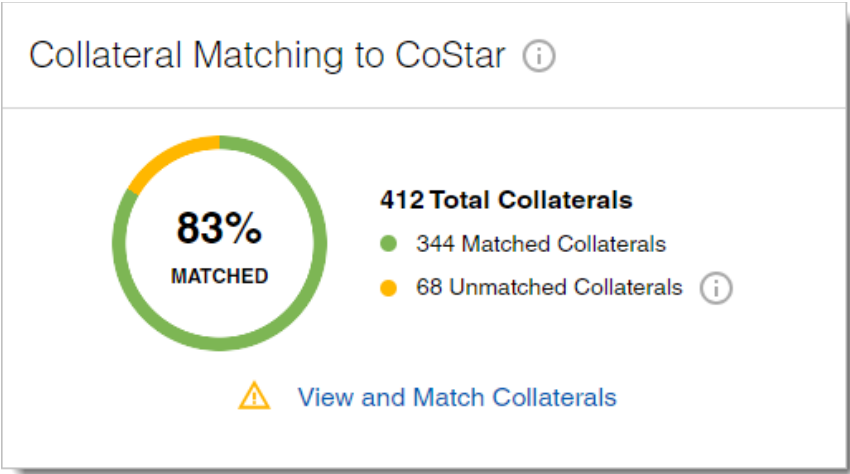 Collateral Matching to CoStar
83%
MATCHED
412 Total Collaterals
344 Matched Collaterals
68 Unmatched Collaterals
View and Match Collaterals